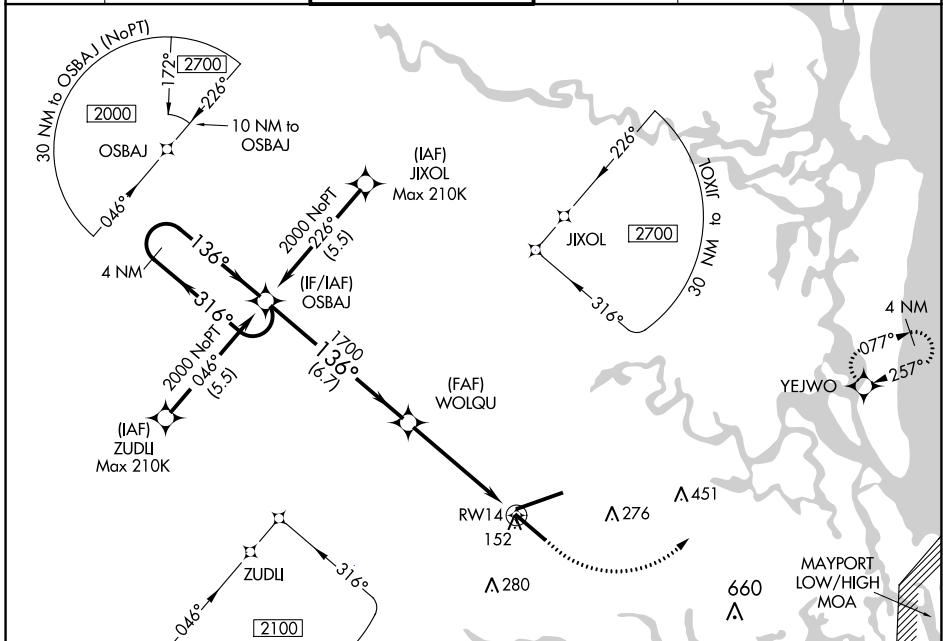 30 NM to OSBAJ (NoPT)
172°
2700
226°
2000
10 NM to
OSBAJ
OSBAJ
046°
(IAF)
JIXOL
Max 210K
2000 NoPT
226°
(5.5)
136°
4 NM
316°
(IF/IAF)
OSBAJ
2000 NoPT
046°
(5.5)
(IAF)
ZUDLI
Max 210K
1700
136°
(6.7)
(FAF)
WOLQU
226°
JIXOL
2700
30 NM to JIXOL
316°
4 NM
077°
257°
YEJWO
RW14
152
276
451
280
660
MAYPORT
LOW/HIGH
MOA
ZUDLI
316°
046°
2100